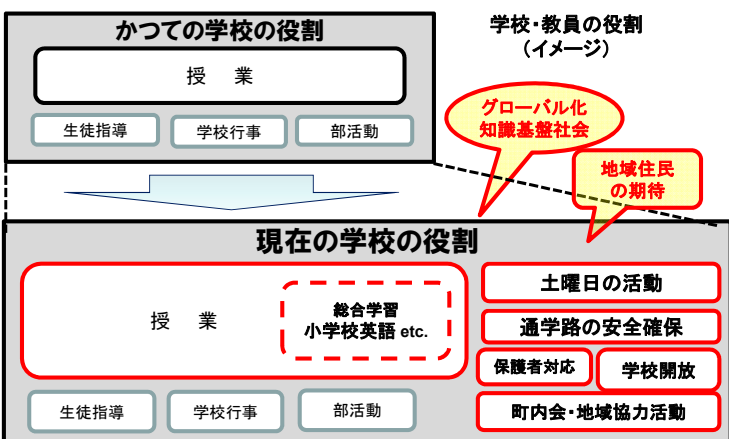 かつての学校の役割
学校・教員の役割
（イメージ）
授　業
生徒指導
学校行事
部活動
グローバル化
知識基盤社会
地域住民
の期待
現在の学校の役割
授　業
総合学習
小学校英語 etc.
土曜日の活動
通学路の安全確保
保護者対応
学校開放
生徒指導
学校行事
部活動
町内会・地域協力活動